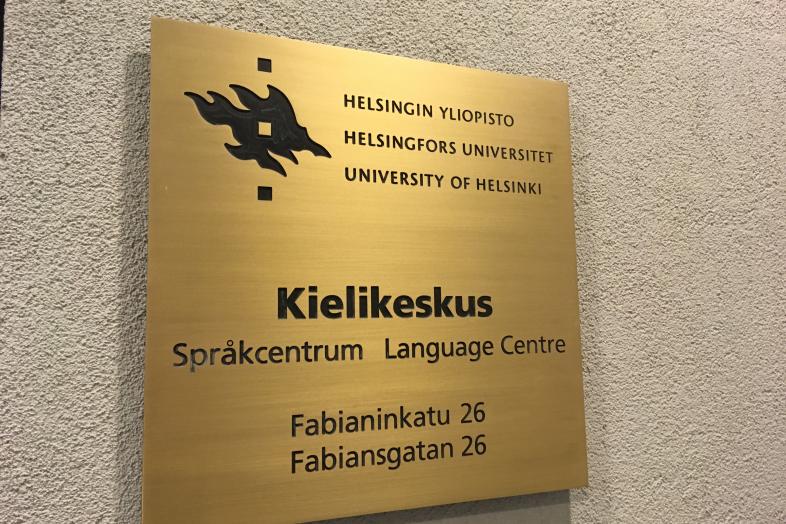 HELSINGIN YLIOPISTO
HELSINGFORS UNIVERSITET
UNIVERSITY OF HELSINKI
Kielikeskus
Språkcentrum Language Centre
Fabianinkatu 26
Fabiansgatan 26